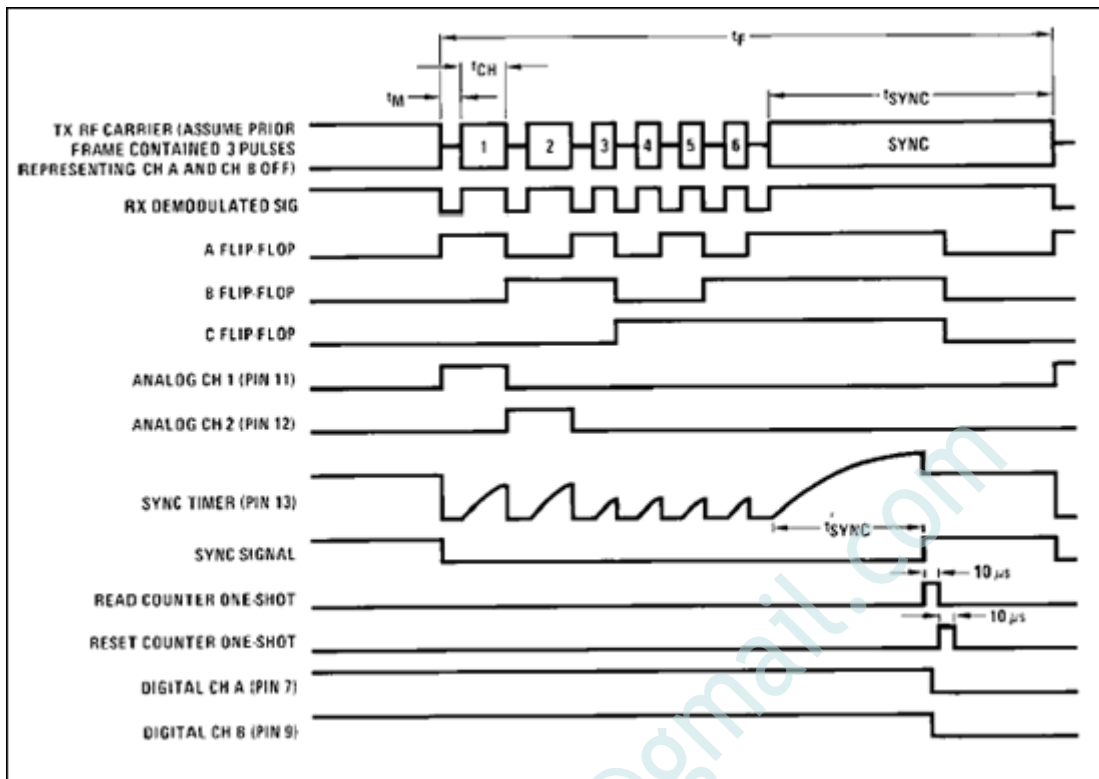 tF
tCH
tM
tSYNC
TX RF CARRIER (ASSUME PRIOR
FRAME CONTAINED 3 PULSES
REPRESENTING CH A AND CH B OFF)
1 2 3 4 5 6 SYNC
RX DEMODULATED SIG
A FLIP-FLOP
B FLIP-FLOP
C FLIP-FLOP
ANALOG CH 1 (PIN 11)
ANALOG CH 2 (PIN 12)
SYNC TIMER (PIN 13)
t'SYNC
SYNC SIGNAL
10 μs
READ COUNTER ONE-SHOT
10 μs
RESET COUNTER ONE-SHOT
DIGITAL CH A (PIN 7)
DIGITAL CH B (PIN 9)
@gmail.com